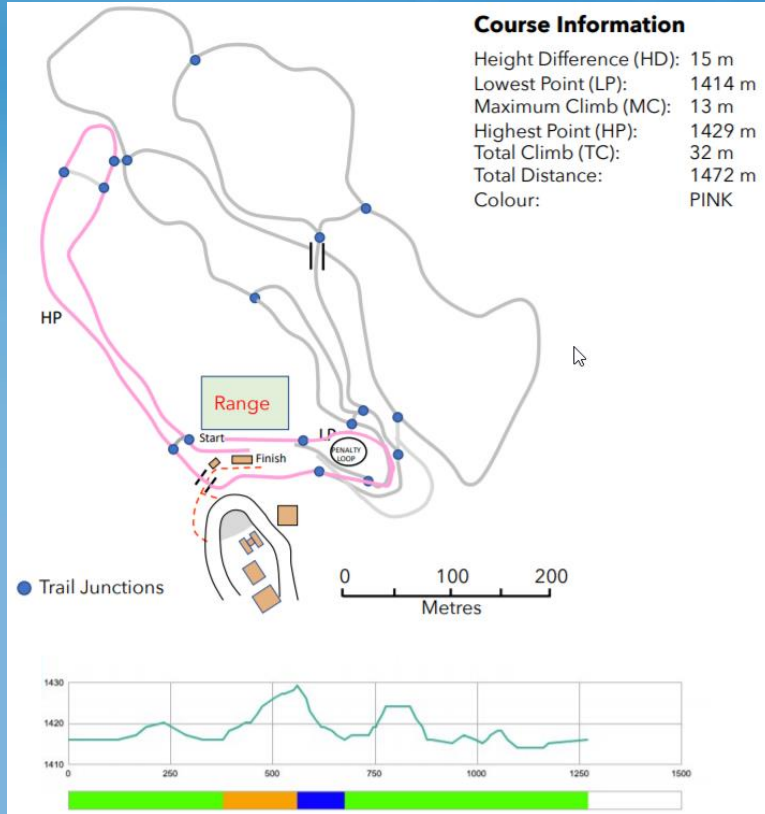 Course Information
Height Difference (HD): 15 m
Lowest Point (LP): 1414 m
Maximum Climb (MC): 13 m
Highest Point (HP): 1429 m
Total Climb (TC): 32 m
Total Distance: 1472 m
Colour: PINK
HP
Range
Start
LP
Finish
PENALTY
LOOP
Trail Junctions
0 100 200
Metres
1430
1420
1410
0 250 500 750 1000 1250 1500